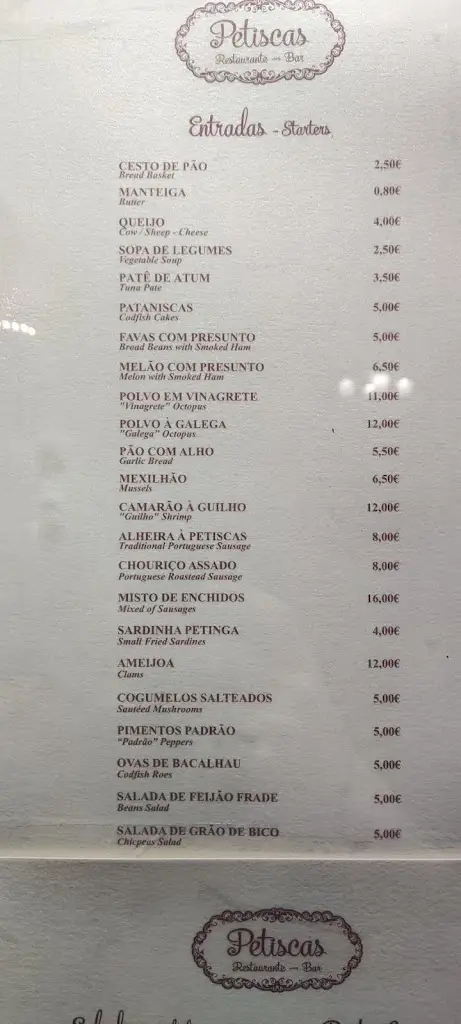 Petiscas
Restaurante — Bar
Entradas - Starters
CESTO DE PÃO 2,50€
Bread Basket
MANTEIGA 0,80€
Butter
QUEIJO 4,00€
Cow / Sheep - Cheese
SOPA DE LEGUMES 2,50€
Vegetable Soup
PATÊ DE ATUM 3,50€
Tuna Pate
PATANISCAS 5,00€
Codfish Cakes
FAVAS COM PRESUNTO 5,00€
Broad Beans with Smoked Ham
MELÃO COM PRESUNTO 6,50€
Melon with Smoked Ham
POLVO EM VINAGRETE 11,00€
"Vinagrete" Octopus
POLVO À GALEGA 12,00€
"Galega" Octopus
PÃO COM ALHO 5,50€
Garlic Bread
MEXILHÃO 6,50€
Mussels
CAMARÃO À GUILHO 12,00€
"Guilho" Shrimp
ALHEIRA À PETISCAS 8,00€
Traditional Portuguese Sausage
CHOURIÇO ASSADO 8,00€
Portuguese Roastead Sausage
MISTO DE ENCHIDOS 16,00€
Mixed of Sausages
SARDINHA PETINGA 4,00€
Small Fried Sardines
AMEIJOA 12,00€
Clams
COGUMELOS SALTEADOS 5,00€
Sautéed Mushrooms
PIMENTOS PADRÃO 5,00€
"Padrão" Peppers
OVAS DE BACALHAU 5,00€
Codfish Roes
SALADA DE FEIJÃO FRADE 5,00€
Beans Salad
SALADA DE GRÃO DE BICO 5,00€
Chicpeas Salad
Petiscas
Restaurante — Bar